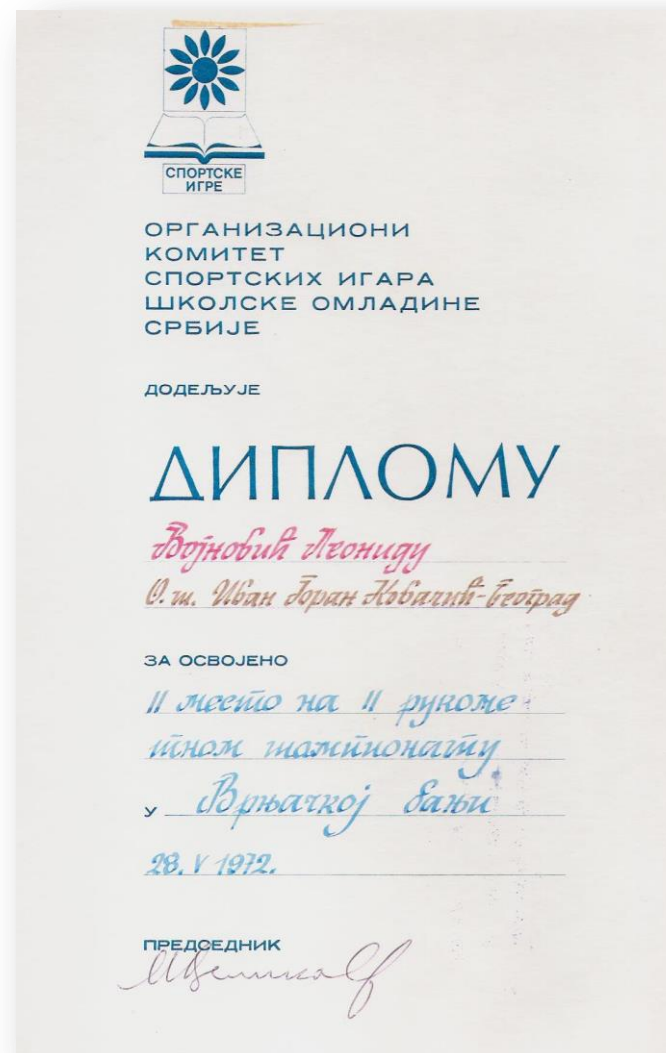 СПОРТСКЕ
ИГРЕ
ОРГАНИЗАЦИОНИ
КОМИТЕТ
СПОРТСКИХ ИГАРА
ШКОЛСКЕ ОМЛАДИНЕ
СРБИЈЕ
ДОДЕЉУЈЕ
ДИПЛОМУ
Војновић Леониду
О.ш. Иван Горан Ковачић-Београд
ЗА ОСВОЈЕНО
II место на II рукоме
тном шампионату
у Врњачкој бањи
28. V 1972.
ПРЕДСЕДНИК